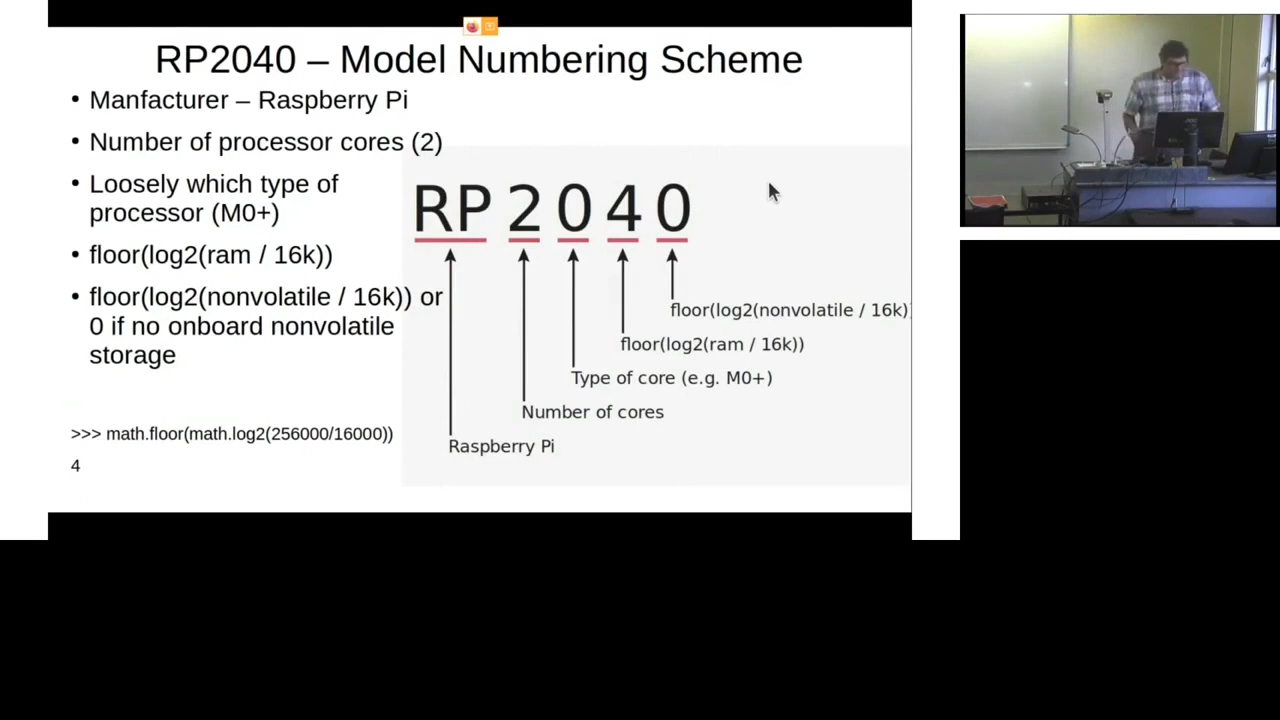 RP2040 – Model Numbering Scheme
• Manfacturer – Raspberry Pi
• Number of processor cores (2)
• Loosely which type of
processor (M0+)
• floor(log2(ram / 16k))
• floor(log2(nonvolatile / 16k)) or
0 if no onboard nonvolatile
storage
>>> math.floor(math.log2(256000/16000))
4
RP2040
floor(log2(nonvolatile / 16k))
floor(log2(ram / 16k))
Type of core (e.g. M0+)
Number of cores
Raspberry Pi